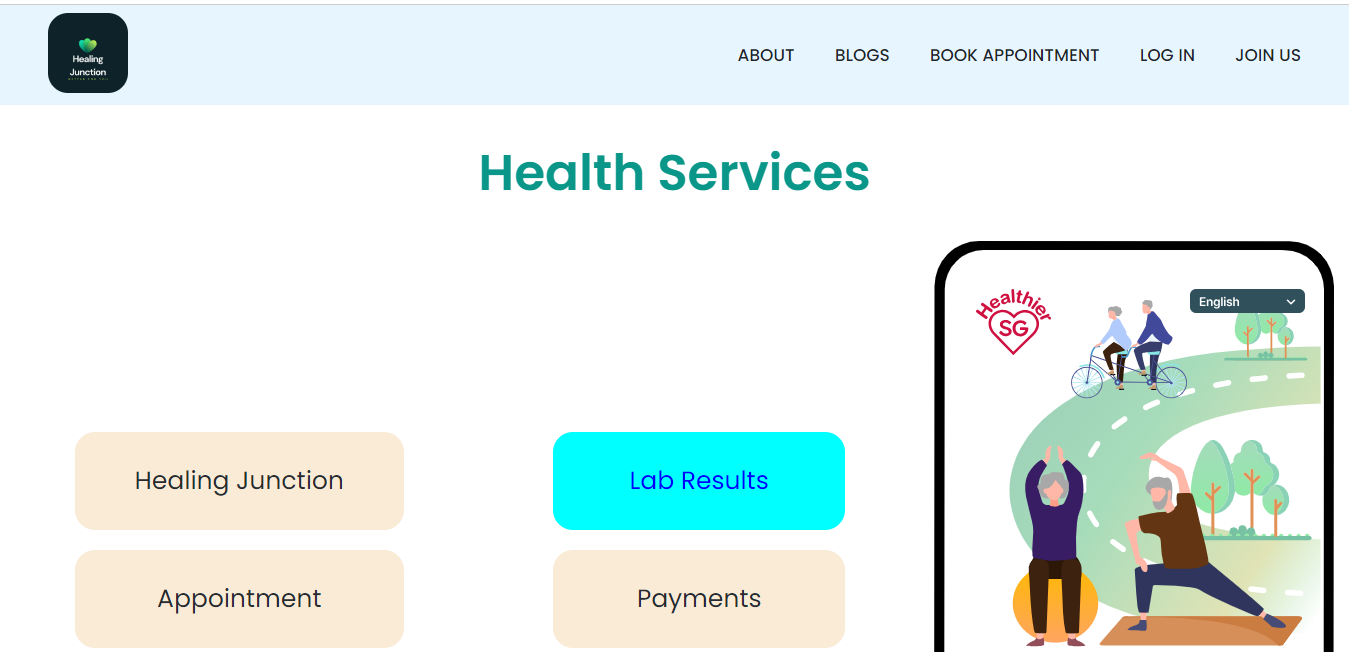 Healing
Junction
ABOUT
BLOGS
BOOK APPOINTMENT
LOG IN
JOIN US
Health Services
Healthier
SG
English
Healing Junction
Lab Results
Appointment
Payments